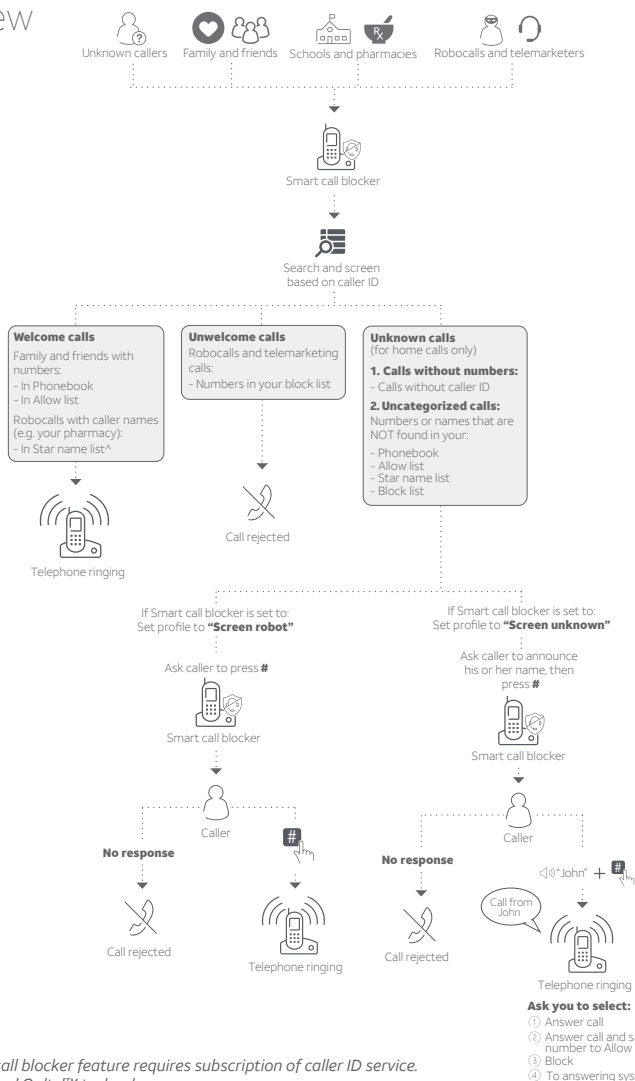 Unknown callers
Family and friends
Schools and pharmacies
Robocalls and telemarketers
Smart call blocker
Search and screen
based on caller ID
Welcome calls
Family and friends with
numbers:
- In Phonebook
- In Allow list
Robocalls with caller names
(e.g. your pharmacy):
- In Star name list^
Telephone ringing
Unwelcome calls
Robocalls and telemarketing
calls:
- Numbers in your block list
Call rejected
Unknown calls
(for home calls only)
1. Calls without numbers:
- Calls without caller ID
2. Uncategorized calls:
Numbers or names that are
NOT found in your:
- Phonebook
- Allow list
- Star name list
- Block list
If Smart call blocker is set to:
Set profile to "Screen robot"
Ask caller to press #
Smart call blocker
Caller
No response
#
Call rejected
Telephone ringing
If Smart call blocker is set to:
Set profile to "Screen unknown"
Ask caller to announce
his or her name, then
press #
Smart call blocker
Caller
No response
"John" + #
Call from
John
Call rejected
Telephone ringing
Ask you to select:
① Answer call
② Answer call and
number to Allow
③ Block
④ To answering
call blocker feature requires subscription of caller ID service.